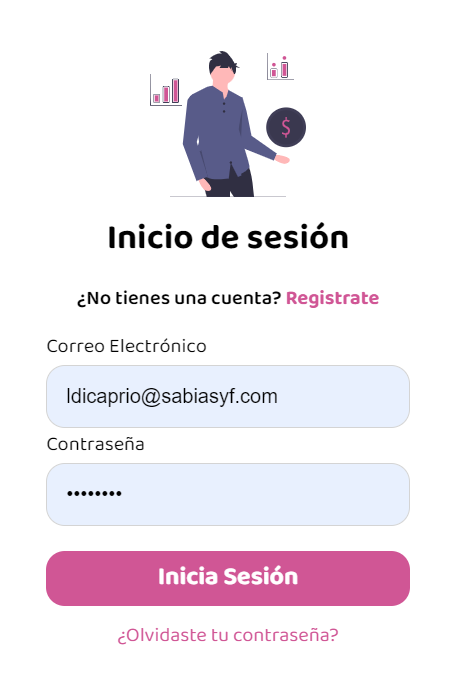 $
Inicio de sesión
¿No tienes una cuenta? Registrate
Correo Electrónico
ldicaprio@sabiasyf.com
Contraseña
••••••••
Inicia Sesión
¿Olvidaste tu contraseña?